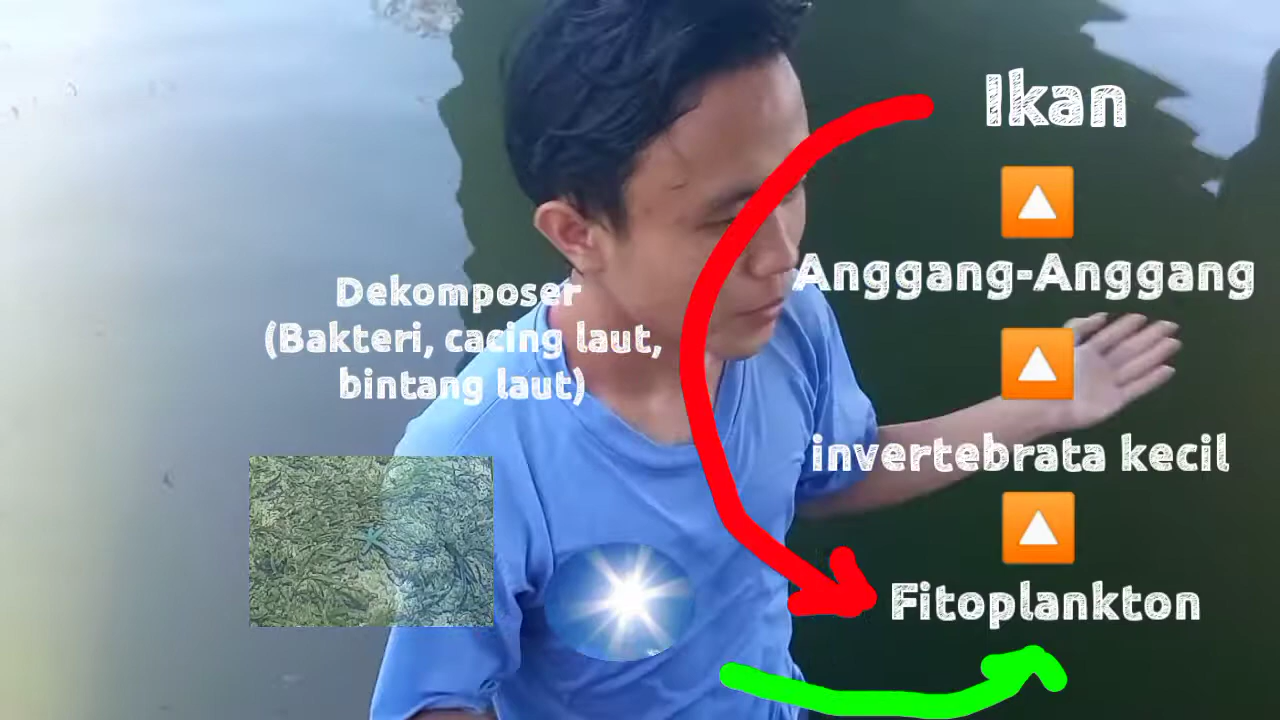 Ikan
Anggang-Anggang
Dekomposer
(Bakteri, cacing laut,
bintang laut)
invertebrata kecil
Fitoplankton